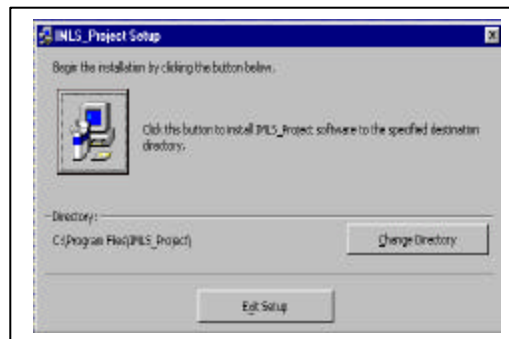 IMLS_Project Setup
Begin the installation by clicking the button below.
Click this button to install IMLS_Project software to the specified destination
directory.
Directory:
C:\Program Files\IMLS_Project\
Change Directory
Exit Setup